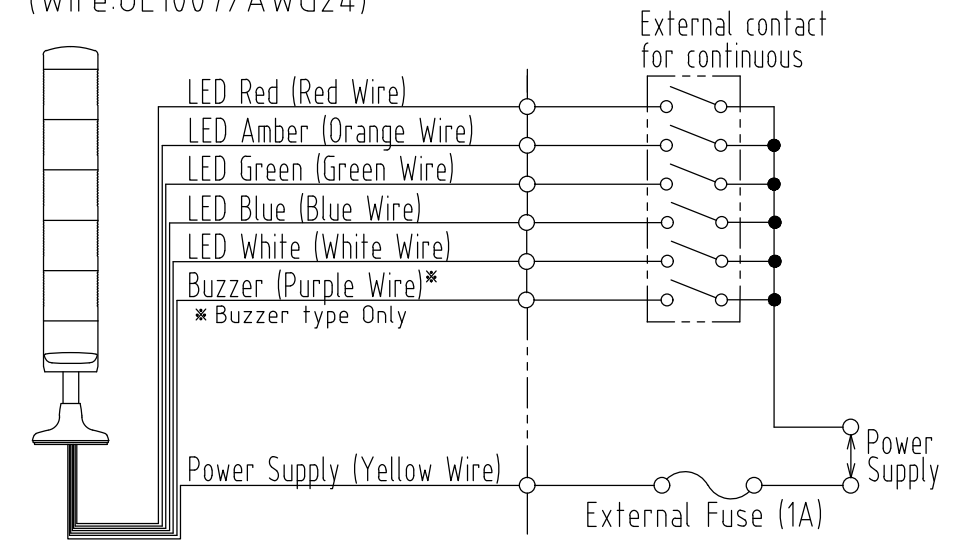 External contact
for continuous
LED Red (Red Wire)
LED Amber (Orange Wire)
LED Green (Green Wire)
LED Blue (Blue Wire)
LED White (White Wire)
Buzzer (Purple Wire)※
※Buzzer type Only
Power Supply (Yellow Wire)
Power
Supply
External Fuse (1A)